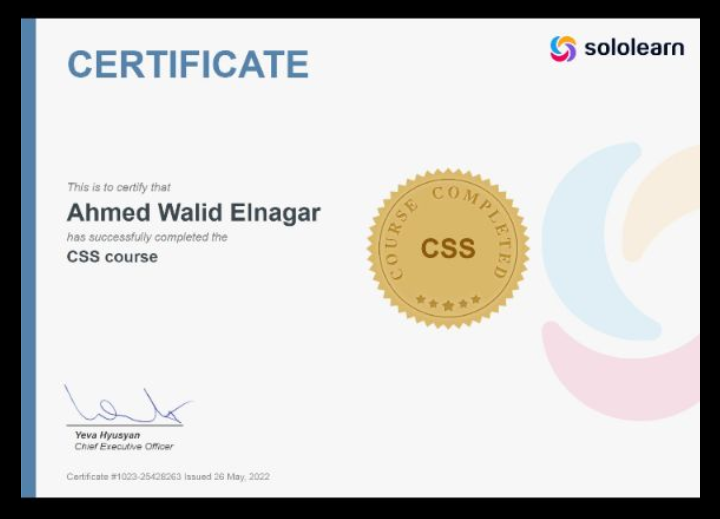 CERTIFICATE
sololearn
This is to certify that
Ahmed Walid Elnagar
has successfully completed the
CSS course
COURSE COMPLETED
CSS
Yeva Hyusyan
Chief Executive Officer
Certificate #1023-25428263 Issued 26 May, 2022